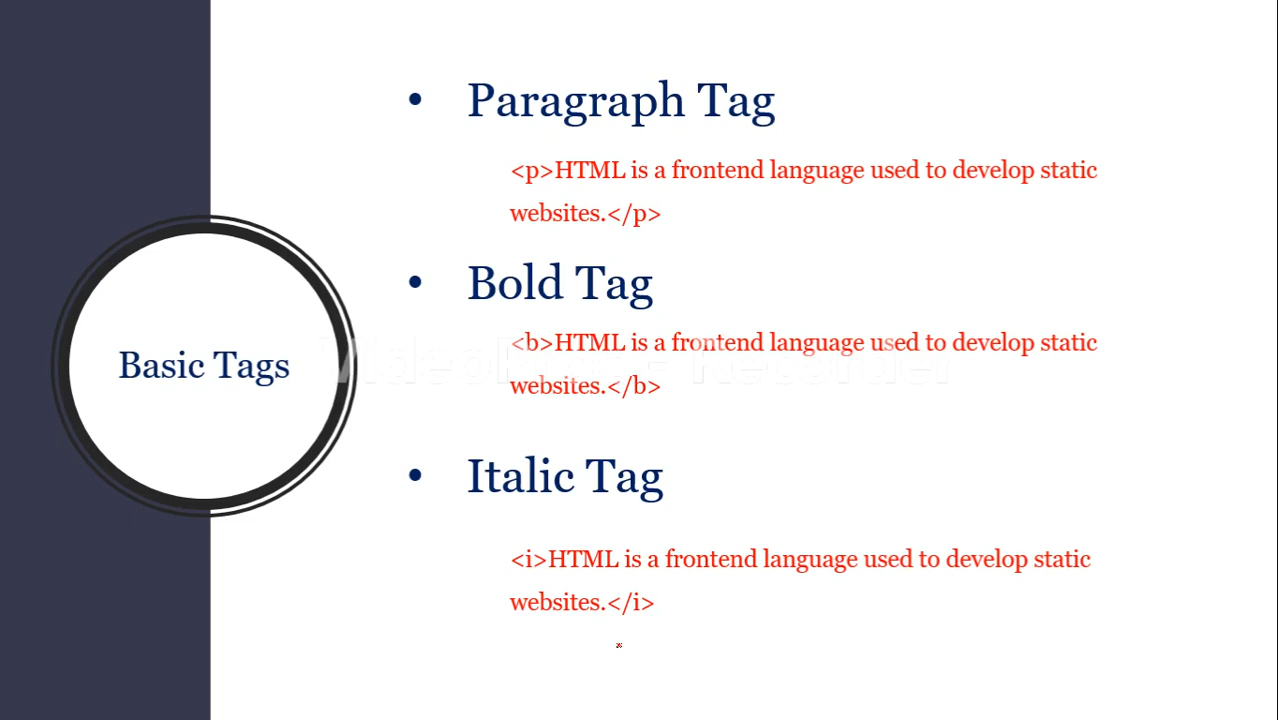 Basic Tags
• Paragraph Tag
<p>HTML is a frontend language used to develop static
websites.</p>
• Bold Tag
<b>HTML is a frontend language used to develop static
websites.</b>
• Italic Tag
<i>HTML is a frontend language used to develop static
websites.</i>